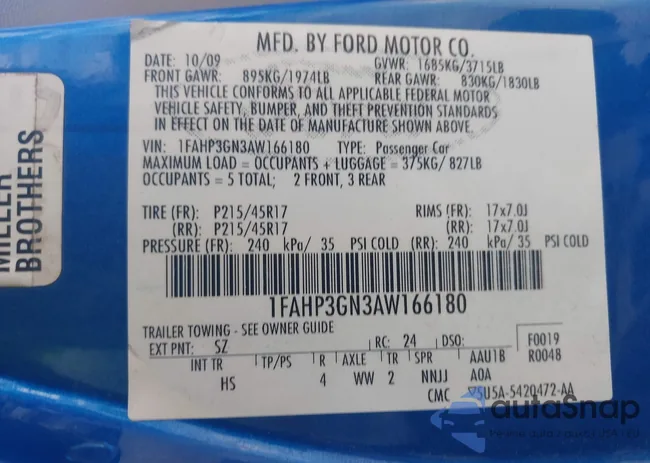 MFD. BY FORD MOTOR CO.
DATE: 10/09 GVWR: 1685KG/3715LB
FRONT GAWR: 895KG/1974LB REAR GAWR: 830KG/1830LB
THIS VEHICLE CONFORMS TO ALL APPLICABLE FEDERAL MOTOR
VEHICLE SAFETY, BUMPER, AND THEFT PREVENTION STANDARDS
IN EFFECT ON THE DATE OF MANUFACTURE SHOWN ABOVE.
VIN: 1FAHP3GN3AW166180 TYPE: Passenger Car
MAXIMUM LOAD = OCCUPANTS + LUGGAGE = 375KG/ 827LB
OCCUPANTS = 5 TOTAL; 2 FRONT, 3 REAR
TIRE (FR): P215/45R17 RIMS (FR): 17x7.0J
(RR): P215/45R17 (RR): 17x7.0J
PRESSURE (FR): 240 kPa/ 35 PSI COLD (RR): 240 kPa/ 35 PSI COLD
1FAHP3GN3AW166180
TRAILER TOWING - SEE OWNER GUIDE
EXT PNT: SZ RC: 24 DSO: F0019
INT TR TP/PS R AXLE TR SPR AAU1B R0048
HS 4 WW 2 NNJJ AOA
CMC 5U5A-5420472-AA
MILLER
BROTHERS
autoSnap